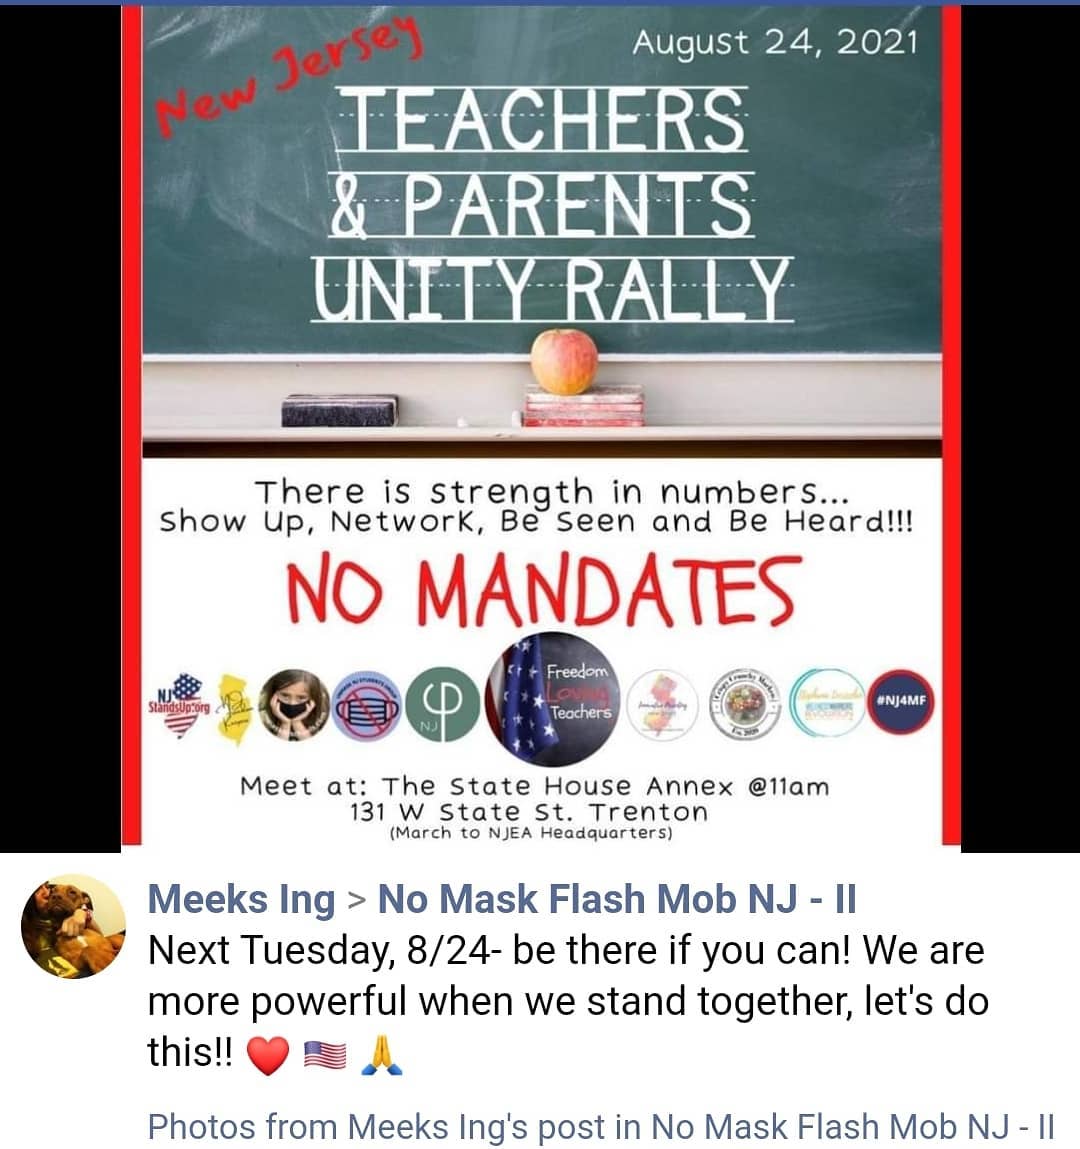 New Jersey
August 24, 2021
TEACHERS
& PARENTS
UNITY RALLY
There is strength in numbers...
Show Up, Network, Be Seen and Be Heard!!!
NO MANDATES
NJ
StandsUp.org
NJ
Freedom
Loving
Teachers
#NJ4MF
Meet at: The State House Annex @11am
131 W State St. Trenton
(March to NJEA Headquarters)
Meeks Ing > No Mask Flash Mob NJ - II
Next Tuesday, 8/24- be there if you can! We are
more powerful when we stand together, let's do
this!! ❤️ 🇺🇸 🙏
Photos from Meeks Ing's post in No Mask Flash Mob NJ - II